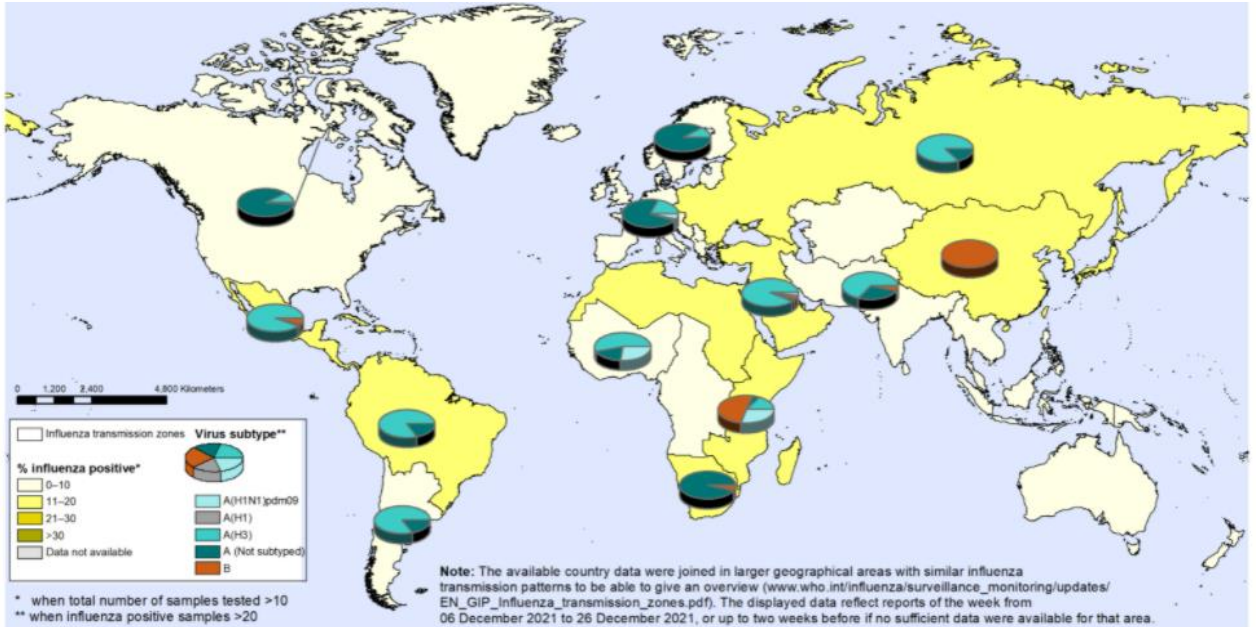 0 1,200 2,400 4,800 Kilometers
Influenza transmission zones
Virus subtype**
% influenza positive*
0–10
11–20
21–30
>30
Data not available
A(H1N1)pdm09
A(H1)
A(H3)
A (Not subtyped)
B
* when total number of samples tested >10
** when influenza positive samples >20
Note: The available country data were joined in larger geographical areas with similar influenza
transmission patterns to be able to give an overview (www.who.int/influenza/surveillance_monitoring/updates/
EN_GIP_Influenza_transmission_zones.pdf). The displayed data reflect reports of the week from
06 December 2021 to 26 December 2021, or up to two weeks before if no sufficient data were available for that area.